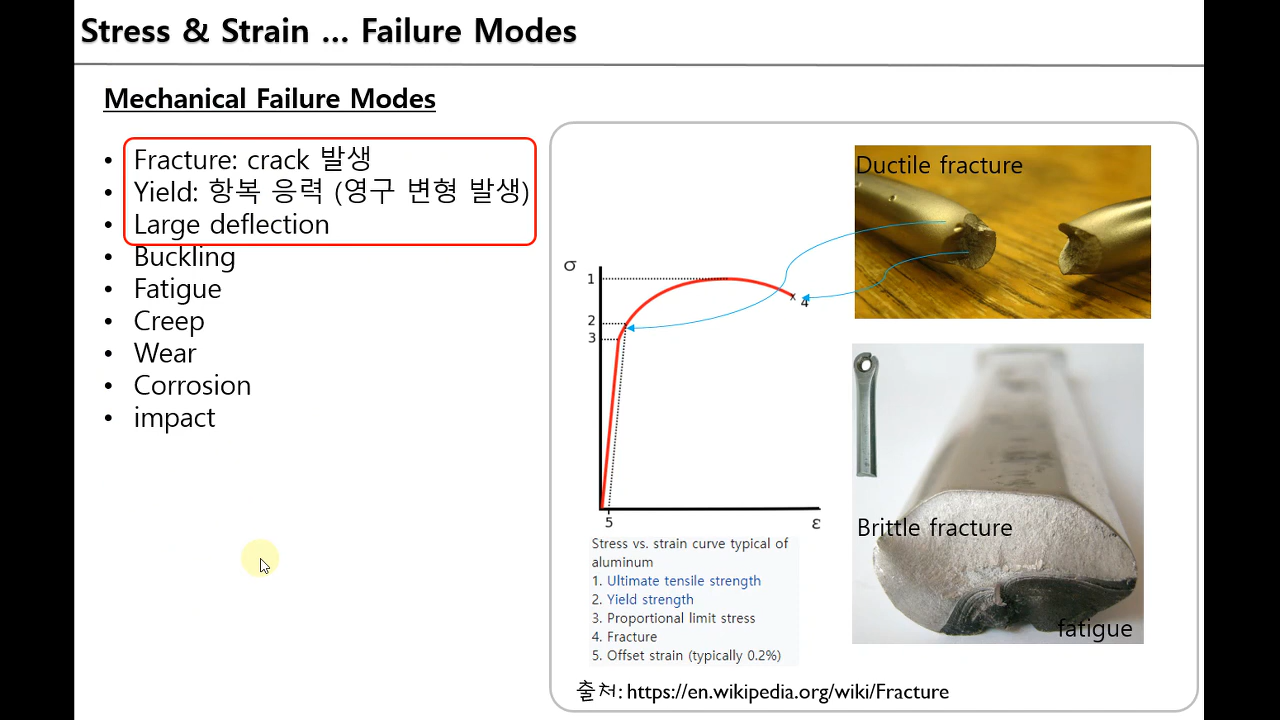 Stress & Strain ... Failure Modes
Mechanical Failure Modes
• Fracture: crack 발생
• Yield: 항복 응력 (영구 변형 발생)
• Large deflection
• Buckling
• Fatigue
• Creep
• Wear
• Corrosion
• impact
σ
1
2
3
4
5
ε
Stress vs. strain curve typical of
aluminum
1. Ultimate tensile strength
2. Yield strength
3. Proportional limit stress
4. Fracture
5. Offset strain (typically 0.2%)
Ductile fracture
Brittle fracture
fatigue
출처: https://en.wikipedia.org/wiki/Fracture